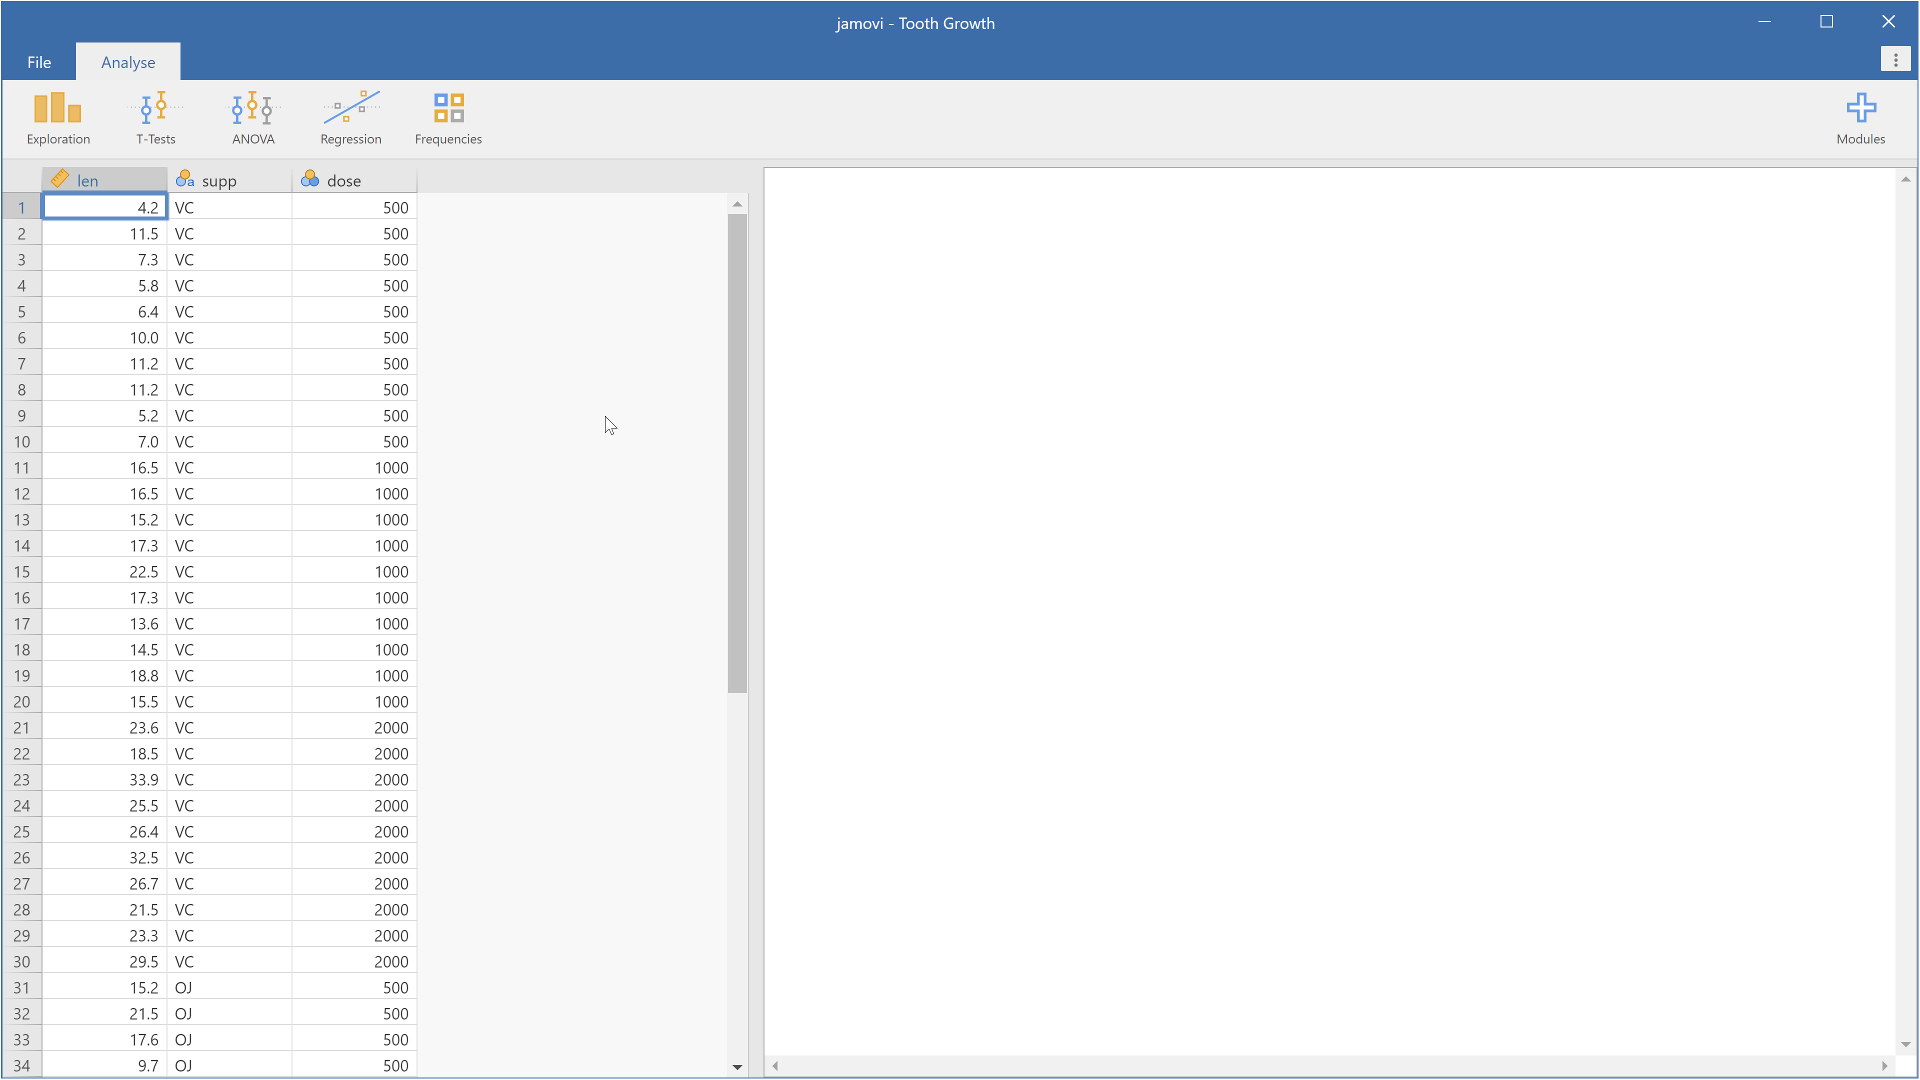 jamovi - Tooth Growth
File Analyse
Exploration T-Tests ANOVA Regression Frequencies Modules
len a supp dose
1 4.2 VC 500
2 11.5 VC 500
3 7.3 VC 500
4 5.8 VC 500
5 6.4 VC 500
6 10.0 VC 500
7 11.2 VC 500
8 11.2 VC 500
9 5.2 VC 500
10 7.0 VC 500
11 16.5 VC 1000
12 16.5 VC 1000
13 15.2 VC 1000
14 17.3 VC 1000
15 22.5 VC 1000
16 17.3 VC 1000
17 13.6 VC 1000
18 14.5 VC 1000
19 18.8 VC 1000
20 15.5 VC 1000
21 23.6 VC 2000
22 18.5 VC 2000
23 33.9 VC 2000
24 25.5 VC 2000
25 26.4 VC 2000
26 32.5 VC 2000
27 26.7 VC 2000
28 21.5 VC 2000
29 23.3 VC 2000
30 29.5 VC 2000
31 15.2 OJ 500
32 21.5 OJ 500
33 17.6 OJ 500
34 9.7 OJ 500